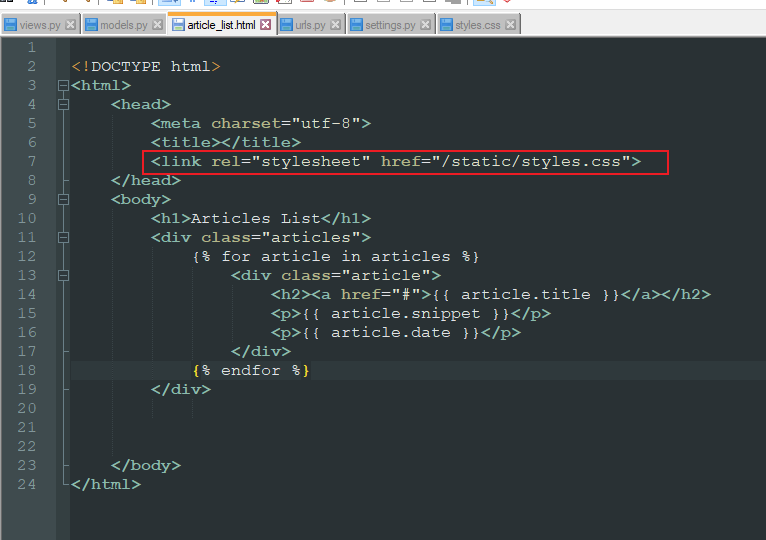 views.py models.py article_list.html urls.py settings.py styles.css
1
2 <!DOCTYPE html>
3 <html>
4 <head>
5 <meta charset="utf-8">
6 <title></title>
7 <link rel="stylesheet" href="/static/styles.css">
8 </head>
9 <body>
10 <h1>Articles List</h1>
11 <div class="articles">
12 {% for article in articles %}
13 <div class="article">
14 <h2><a href="#">{{ article.title }}</a></h2>
15 <p>{{ article.snippet }}</p>
16 <p>{{ article.date }}</p>
17 </div>
18 {% endfor %}
19 </div>
20
21
22
23 </body>
24 </html>